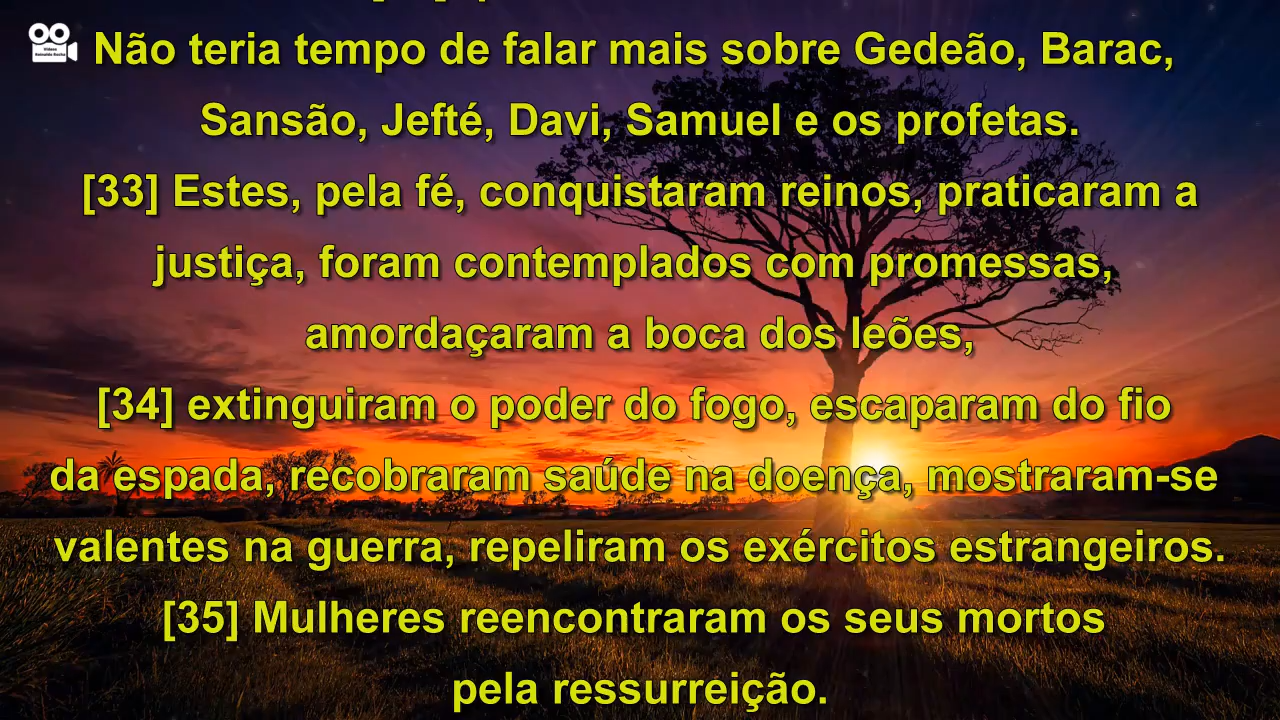 Não teria tempo de falar mais sobre Gedeão, Barac,
Sansão, Jefté, Davi, Samuel e os profetas.
[33] Estes, pela fé, conquistaram reinos, praticaram a
justiça, foram contemplados com promessas,
amordaçaram a boca dos leões,
[34] extinguiram o poder do fogo, escaparam do fio
da espada, recobraram saúde na doença, mostraram-se
valentes na guerra, repeliram os exércitos estrangeiros.
[35] Mulheres reencontraram os seus mortos
pela ressurreição.